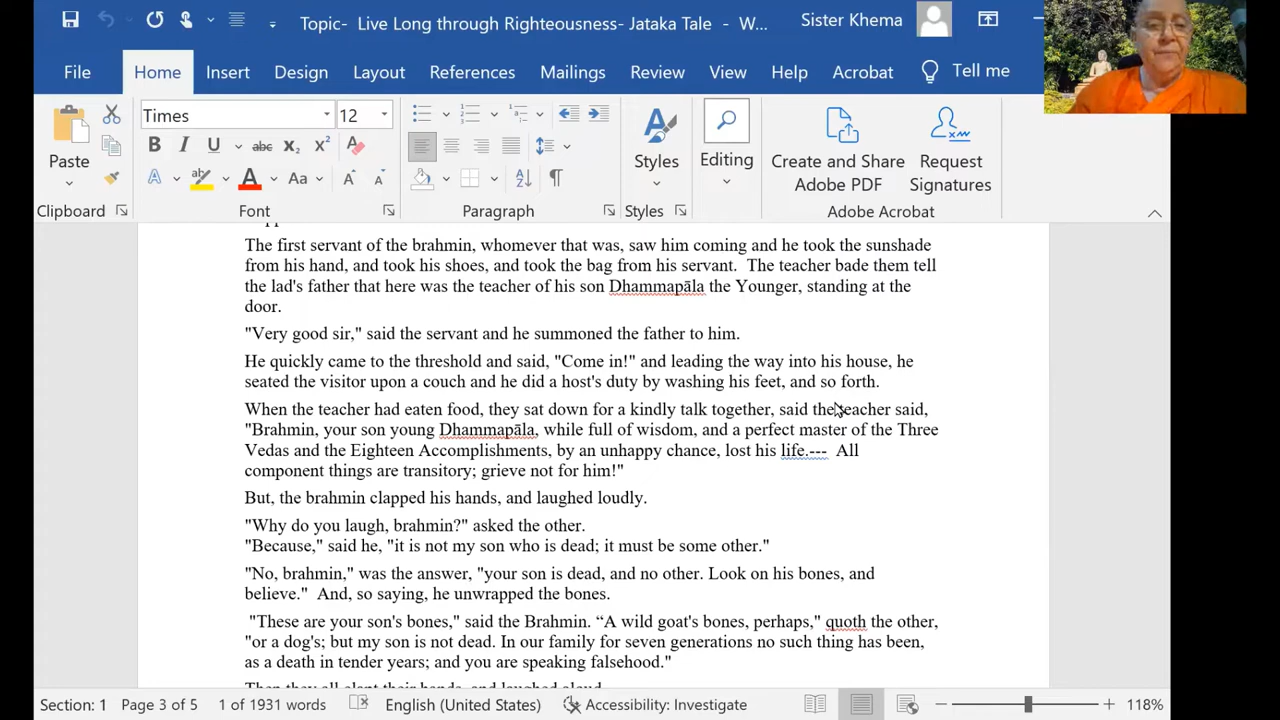 Topic-  Live Long through Righteousness- Jataka Tale  -  W...
Sister Khema
File
Home
Insert
Design
Layout
References
Mailings
Review
View
Help
Acrobat
Tell me
Times
12
Paste
Styles
Editing
Create and Share
Adobe PDF
Request
Signatures
Clipboard
Font
Paragraph
Styles
Adobe Acrobat
The first servant of the brahmin, whomever that was, saw him coming and he took the sunshade
from his hand, and took his shoes, and took the bag from his servant.  The teacher bade them tell
the lad's father that here was the teacher of his son Dhammapāla the Younger, standing at the
door.
"Very good sir," said the servant and he summoned the father to him.
He quickly came to the threshold and said, "Come in!" and leading the way into his house, he
seated the visitor upon a couch and he did a host's duty by washing his feet, and so forth.
When the teacher had eaten food, they sat down for a kindly talk together, said the teacher said,
"Brahmin, your son young Dhammapāla, while full of wisdom, and a perfect master of the Three
Vedas and the Eighteen Accomplishments, by an unhappy chance, lost his life.---  All
component things are transitory; grieve not for him!"
But, the brahmin clapped his hands, and laughed loudly.
"Why do you laugh, brahmin?" asked the other.
"Because," said he, "it is not my son who is dead; it must be some other."
"No, brahmin," was the answer, "your son is dead, and no other. Look on his bones, and
believe."  And, so saying, he unwrapped the bones.
"These are your son's bones," said the Brahmin. “A wild goat's bones, perhaps," quoth the other,
"or a dog's; but my son is not dead. In our family for seven generations no such thing has been,
as a death in tender years; and you are speaking falsehood."
Then they all clapt their hands, and laughed aloud.
Section: 1
Page 3 of 5
1 of 1931 words
English (United States)
Accessibility: Investigate
118%